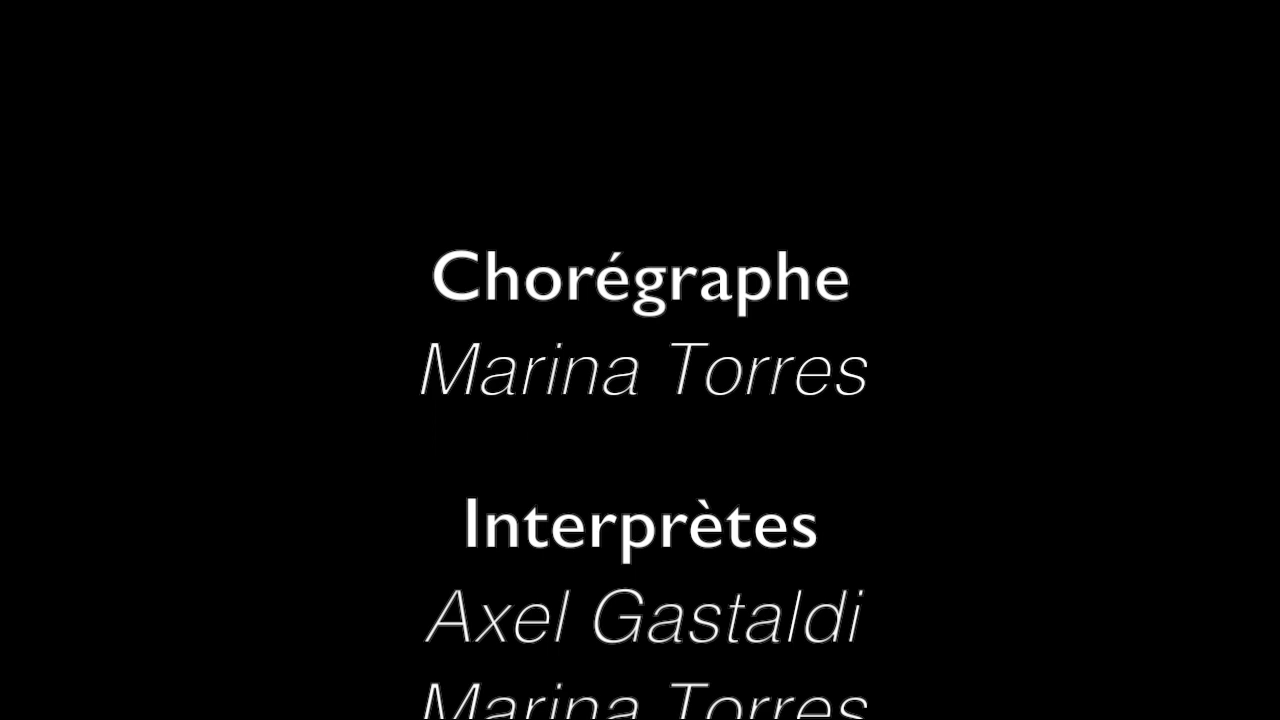 Chorégraphe
Marina Torres
Interprètes
Axel Gastaldi
Marina Torres